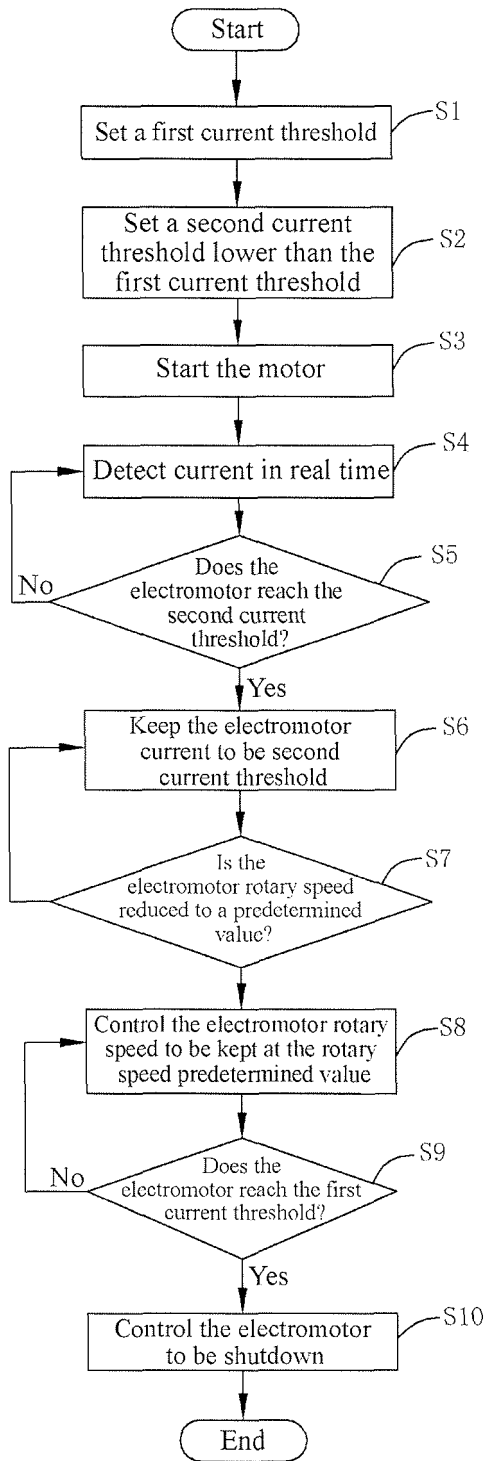 Start
Set a first current threshold
S1
Set a second current
threshold lower than the
first current threshold
S2
Start the motor
S3
Detect current in real time
S4
Does the
electromotor reach the
second current
threshold?
S5
No
Yes
Keep the electromotor
current to be second
current threshold
S6
Is the
electromotor rotary speed
reduced to a predetermined
value?
S7
Control the electromotor rotary
speed to be kept at the rotary
speed predetermined value
S8
Does the
electromotor reach the first
current threshold?
S9
No
Yes
Control the electromotor
to be shutdown
S10
End